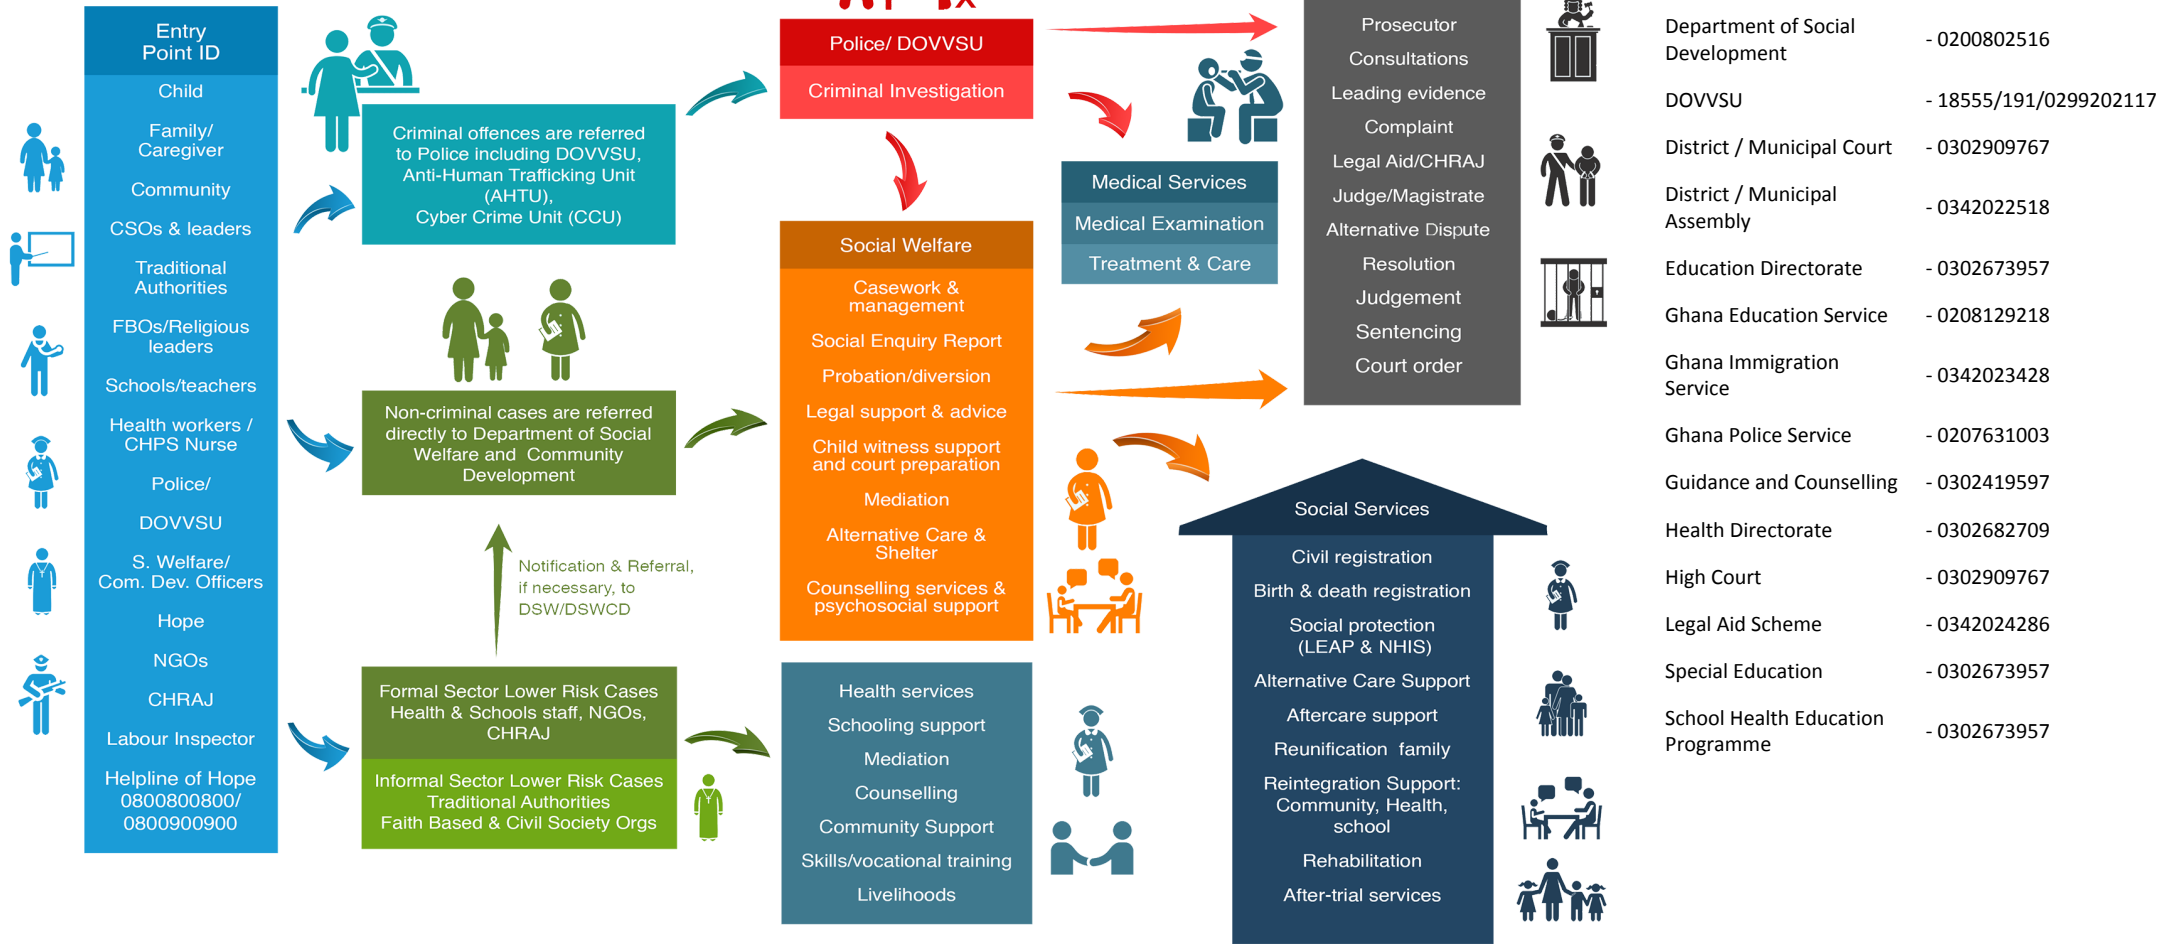 Entry
Point ID
Child
Family/
Caregiver
Community
CSOs & leaders
Traditional
Authorities
FBOs/Religious
leaders
Schools/teachers
Health workers /
CHPS Nurse
Police/
DOVVSU
S. Welfare/
Com. Dev. Officers
Hope
NGOs
CHRAJ
Labour Inspector
Helpline of Hope
0800800800/
0800900900
Criminal offences are referred
to Police including DOVVSU,
Anti-Human Trafficking Unit
(AHTU),
Cyber Crime Unit (CCU)
Non-criminal cases are referred
directly to Department of Social
Welfare and Community
Development
Notification & Referral,
if necessary, to
DSW/DSWCD
Formal Sector Lower Risk Cases
Health & Schools staff, NGOs,
CHRAJ
Informal Sector Lower Risk Cases
Traditional Authorities
Faith Based & Civil Society Orgs
Police/ DOVVSU
Criminal Investigation
Social Welfare
Casework &
management
Social Enquiry Report
Probation/diversion
Legal support & advice
Child witness support
and court preparation
Mediation
Alternative Care &
Shelter
Counselling services &
psychosocial support
Health services
Schooling support
Mediation
Counselling
Community Support
Skills/vocational training
Livelihoods
Medical Services
Medical Examination
Treatment & Care
Prosecutor
Consultations
Leading evidence
Complaint
Legal Aid/CHRAJ
Judge/Magistrate
Alternative Dispute
Resolution
Judgement
Sentencing
Court order
Social Services
Civil registration
Birth & death registration
Social protection
(LEAP & NHIS)
Alternative Care Support
Aftercare support
Reunification family
Reintegration Support:
Community, Health,
school
Rehabilitation
After-trial services
Department of Social
Development - 0200802516
DOVVSU - 18555/191/0299202117
District / Municipal Court - 0302909767
District / Municipal
Assembly - 0342022518
Education Directorate - 0302673957
Ghana Education Service - 0208129218
Ghana Immigration
Service - 0342023428
Ghana Police Service - 0207631003
Guidance and Counselling - 0302419597
Health Directorate - 0302682709
High Court - 0302909767
Legal Aid Scheme - 0342024286
Special Education - 0302673957
School Health Education
Programme - 0302673957